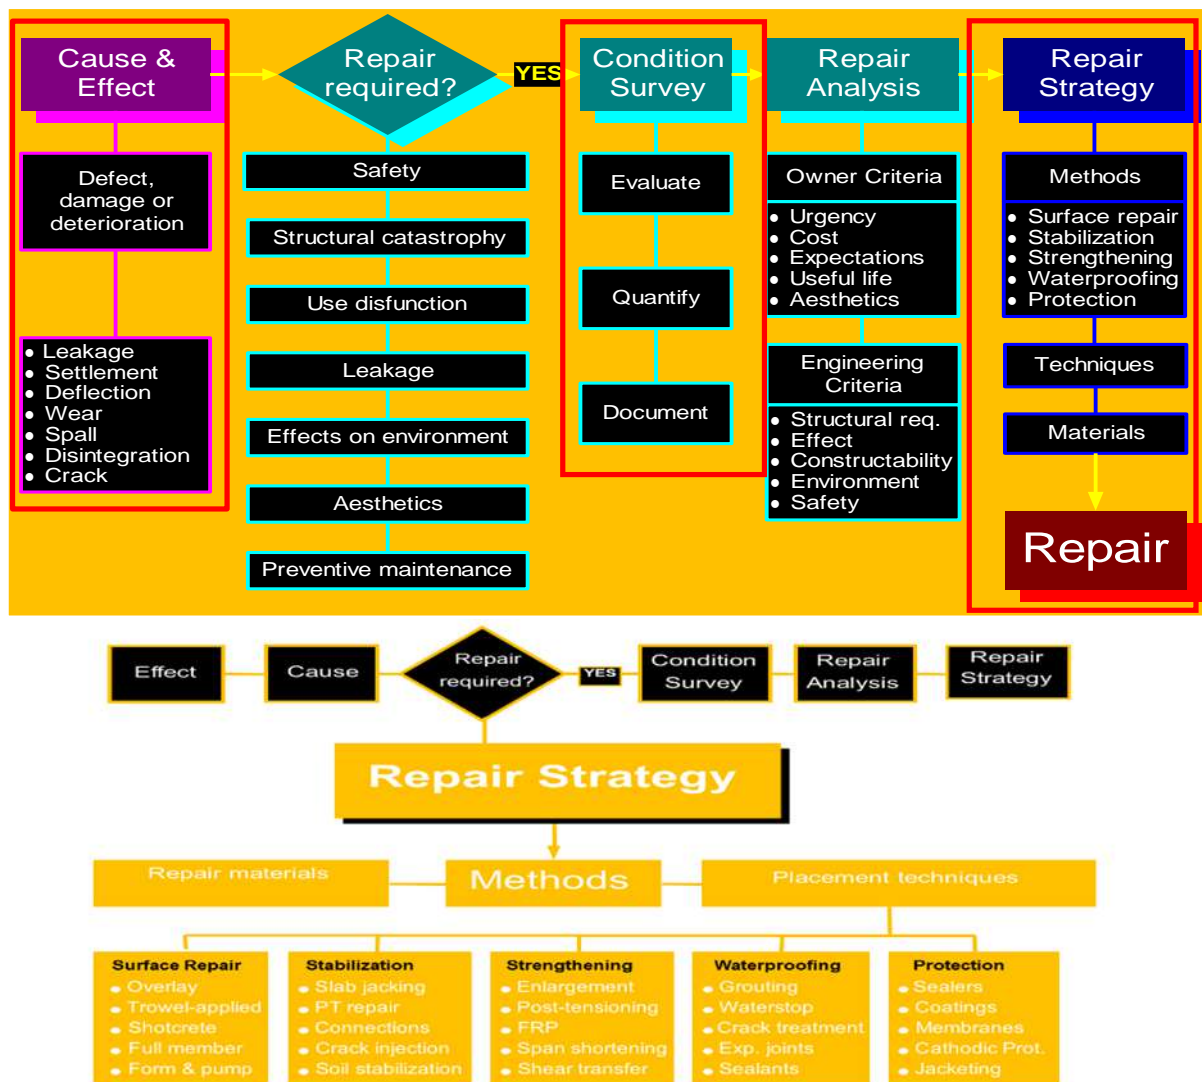 Cause &
Effect
Repair
required?
YES
Condition
Survey
Repair
Analysis
Repair
Strategy
Defect,
damage or
deterioration
• Leakage
• Settlement
• Deflection
• Wear
• Spall
• Disintegration
• Crack
Safety
Structural catastrophy
Use disfunction
Leakage
Effects on environment
Aesthetics
Preventive maintenance
Evaluate
Quantify
Document
Owner Criteria
• Urgency
• Cost
• Expectations
• Useful life
• Aesthetics
Engineering
Criteria
• Structural req.
• Effect
• Constructability
• Environment
• Safety
Methods
• Surface repair
• Stabilization
• Strengthening
• Waterproofing
• Protection
Techniques
Materials
Repair
Effect
Cause
Repair
required?
YES
Condition
Survey
Repair
Analysis
Repair
Strategy
Repair Strategy
Repair materials
Methods
Placement techniques
Surface Repair
• Overlay
• Trowel-applied
• Shotcrete
• Full member
• Form & pump
Stabilization
• Slab jacking
• PT repair
• Connections
• Crack injection
• Soil stabilization
Strengthening
• Enlargement
• Post-tensioning
• FRP
• Span shortening
• Shear transfer
Waterproofing
• Grouting
• Waterstop
• Crack treatment
• Exp. joints
• Sealants
Protection
• Sealers
• Coatings
• Membranes
• Cathodic Prot.
• Jacketing